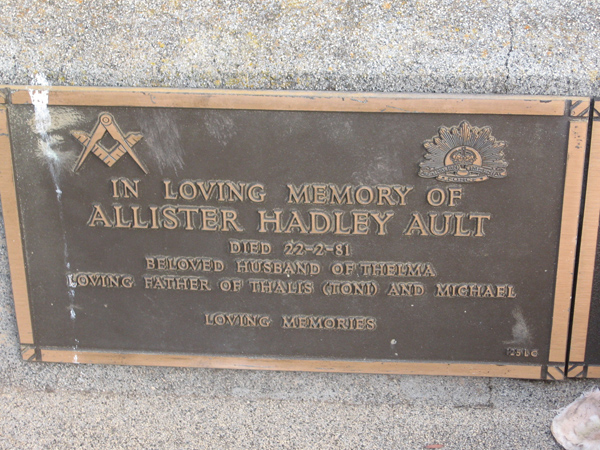 IN LOVING MEMORY OF
ALLISTER HADLEY AULT
DIED 22-2-81
BELOVED HUSBAND OF THELMA
LOVING FATHER OF THALIS (TONI) AND MICHAEL
LOVING MEMORIES